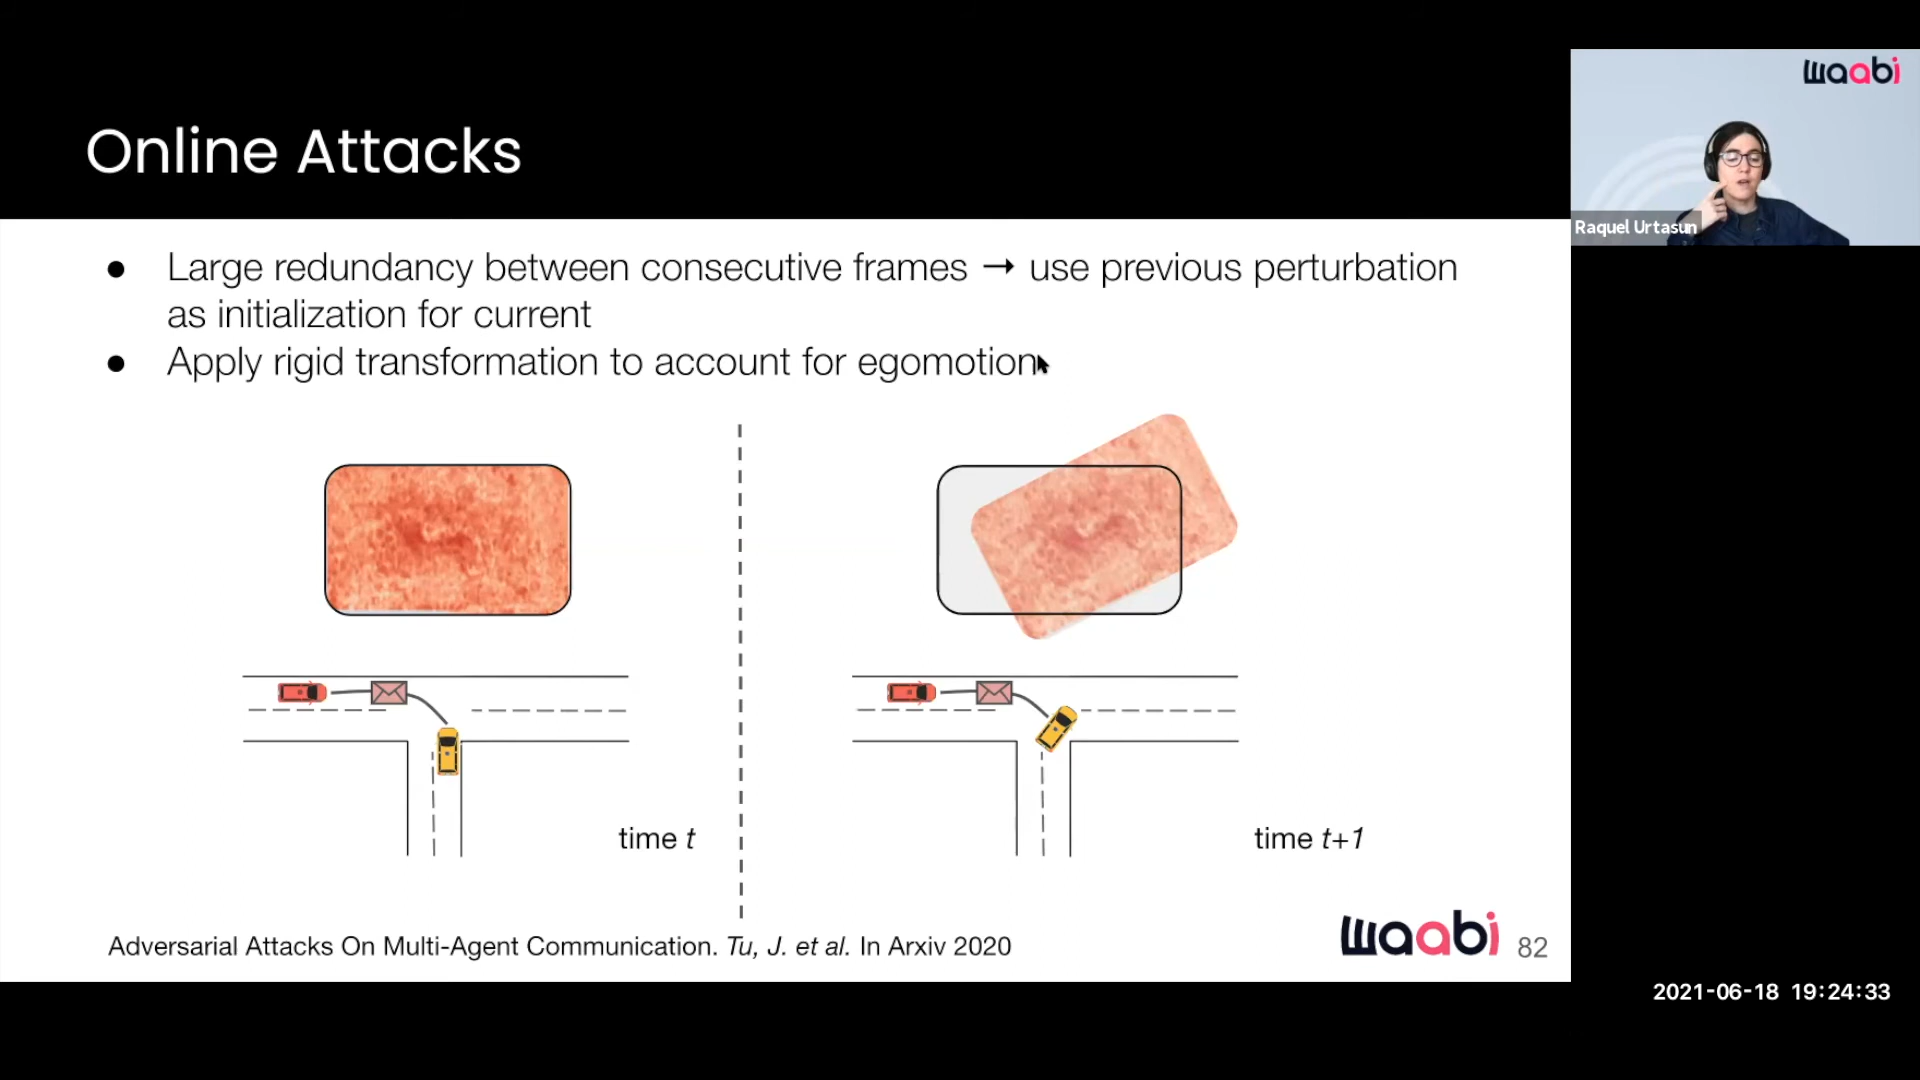 waabi
Raquel Urtasun
Online Attacks
● Large redundancy between consecutive frames → use previous perturbation
as initialization for current
● Apply rigid transformation to account for egomotion
time t
time t+1
Adversarial Attacks On Multi-Agent Communication. Tu, J. et al. In Arxiv 2020
waabi 82
2021-06-18 19:24:33